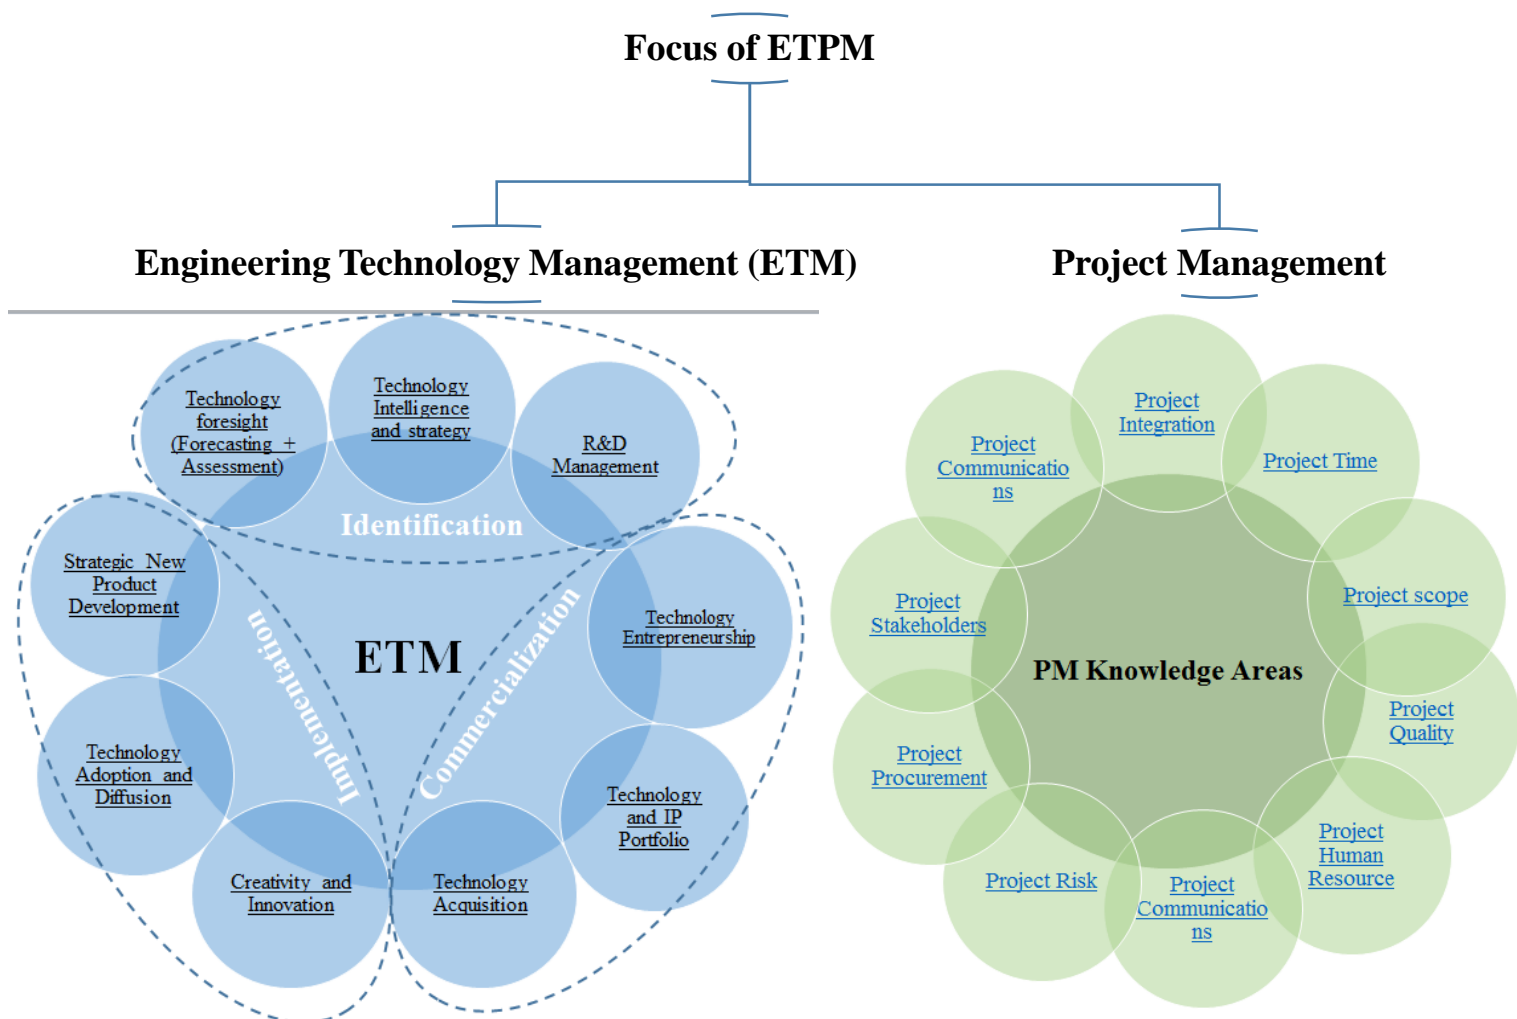 Focus of ETPM
Engineering Technology Management (ETM)
Project Management
Technology
foresight
(Forecasting +
Assessment)
Technology
Intelligence
and strategy
R&D
Management
Identification
Strategic New
Product
Development
Technology
Entrepreneurship
Implementation
ETM
Commercialization
Technology
Adoption and
Diffusion
Technology
and IP
Portfolio
Creativity and
Innovation
Technology
Acquisition
Project
Integration
Project
Communicatio
ns
Project Time
Project
Stakeholders
Project scope
PM Knowledge Areas
Project
Quality
Project
Procurement
Project
Human
Resource
Project Risk
Project
Communicatio
ns